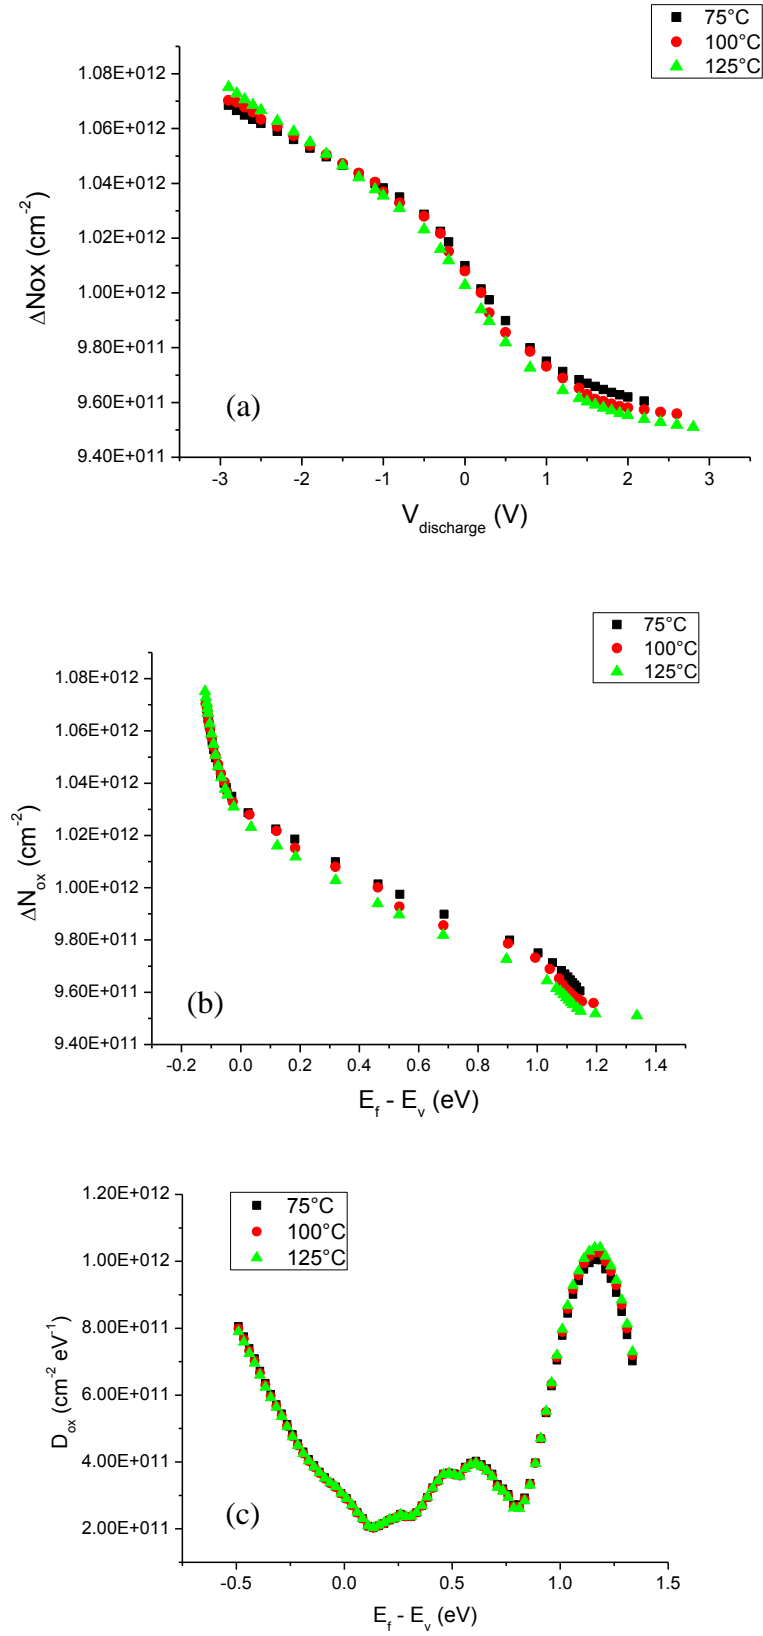 75°C
100°C
125°C
1.08E+012
1.06E+012
1.04E+012
1.02E+012
1.00E+012
9.80E+011
9.60E+011
9.40E+011
ΔNox (cm-2)
(a)
-3 -2 -1 0 1 2 3
Vdischarge (V)
75°C
100°C
125°C
1.08E+012
1.06E+012
1.04E+012
1.02E+012
1.00E+012
9.80E+011
9.60E+011
9.40E+011
ΔNox (cm-2)
(b)
-0.2 0.0 0.2 0.4 0.6 0.8 1.0 1.2 1.4
Ef - Ev (eV)
75°C
100°C
125°C
1.20E+012
1.00E+012
8.00E+011
6.00E+011
4.00E+011
2.00E+011
Dox (cm-2 eV-1)
(c)
-0.5 0.0 0.5 1.0 1.5
Ef - Ev (eV)